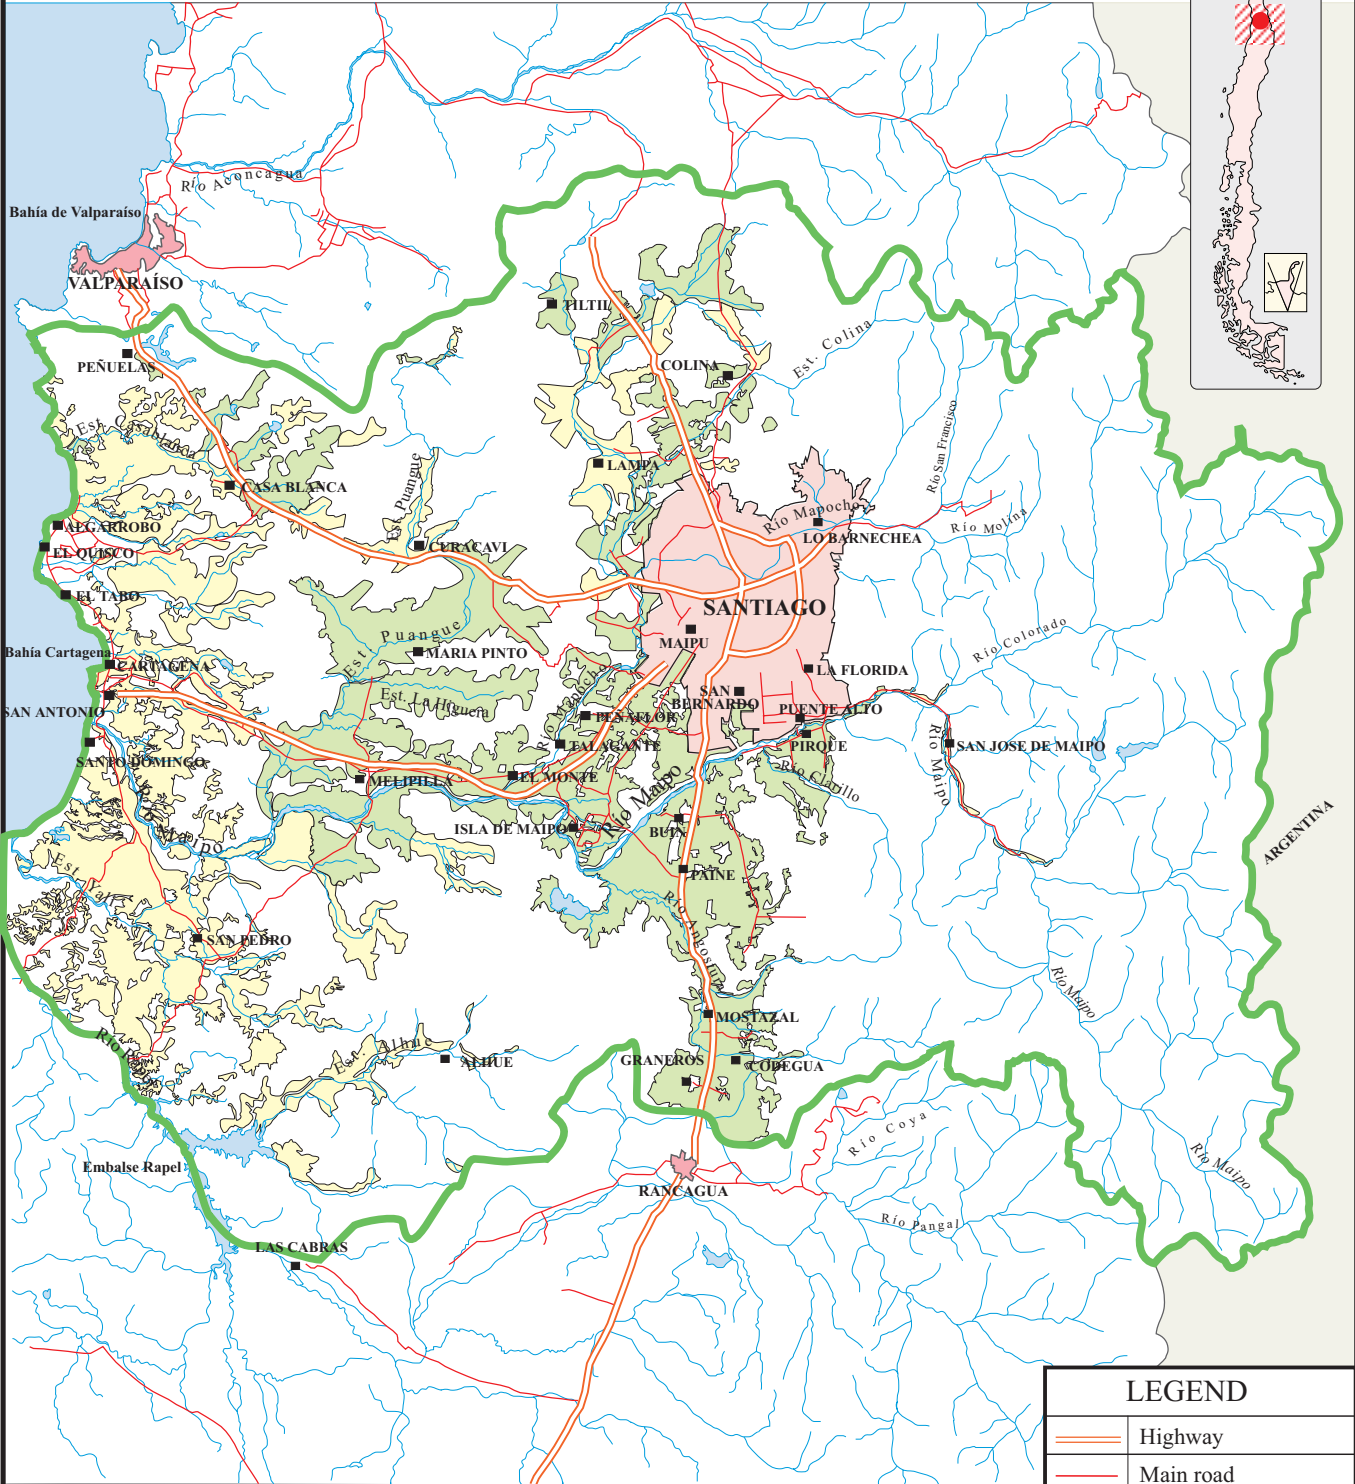 Río Aconcagua
Bahía de Valparaíso
VALPARAÍSO
TILTIL
PEÑUELAS
COLINA
Est. Colina
Est. Casablanca
Río San Francisco
LAMPA
CASA BLANCA
Est. Puangue
Río Mapocho
Río Molina
ALGARROBO
LO BARNECHEA
EL QUISCO
CURACAVI
EL TABO
SANTIAGO
Est. Puangue
MAIPU
Río Colorado
Bahía Cartagena
CARTAGENA
MARIA PINTO
LA FLORIDA
Est. La Higuera
Río Mapocho
SAN
BERNARDO
SAN ANTONIO
PEÑAFLOR
PUENTE ALTO
SANTO DOMINGO
TALAGANTE
PIRQUE
Río Maipo
SAN JOSE DE MAIPO
MELIPILLA
EL MONTE
Río Clarillo
Río Maipo
ISLA DE MAIPO
Río Maipo
BUIN
ARGENTINA
Est. Yali
PAINE
Río Angostura
SAN PEDRO
Río Maipo
MOSTAZAL
Río Rapel
Est. Alhue
ALHUE
GRANEROS
CODEGUA
Río Coya
Embalse Rapel
Río Maipo
RANCAGUA
Río Pangal
LAS CABRAS
LEGEND
Highway
Main road